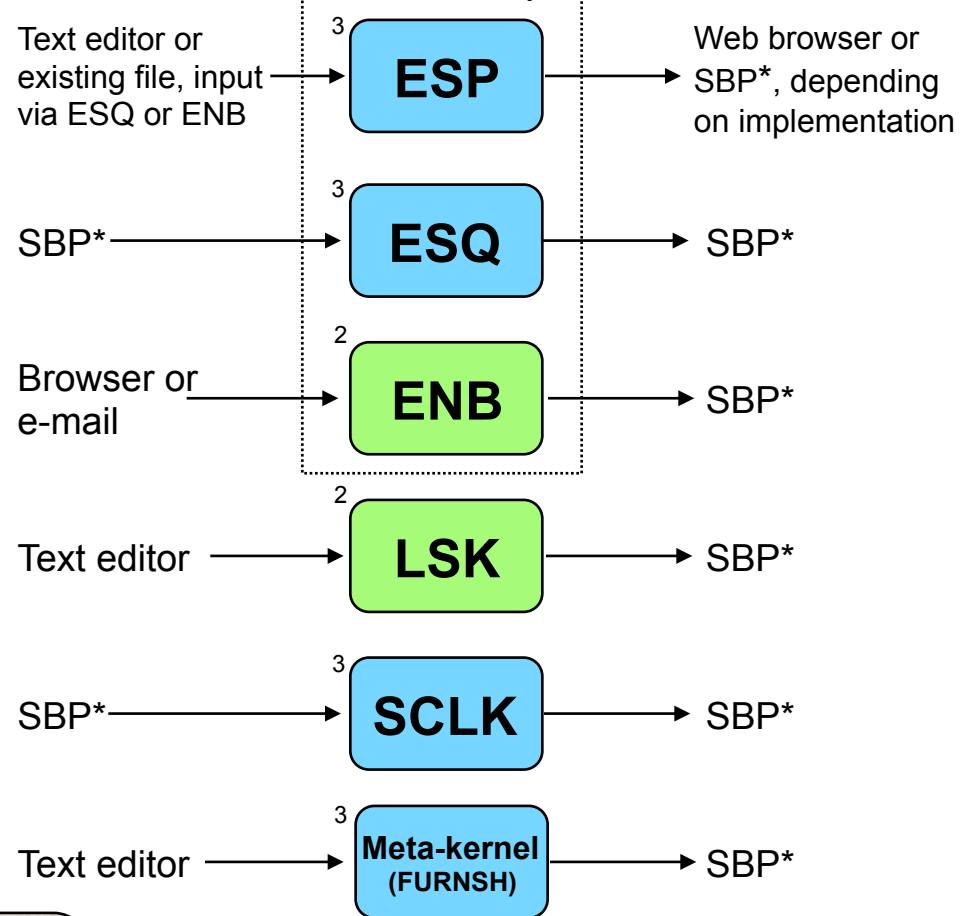 3
Text editor or
existing file, input
via ESQ or ENB
ESP
Web browser or
SBP*, depending
on implementation
3
SBP*
ESQ
SBP*
2
Browser or
e-mail
ENB
SBP*
2
Text editor
LSK
SBP*
3
SBP*
SCLK
SBP*
3
Text editor
Meta-kernel
(FURNSH)
SBP*